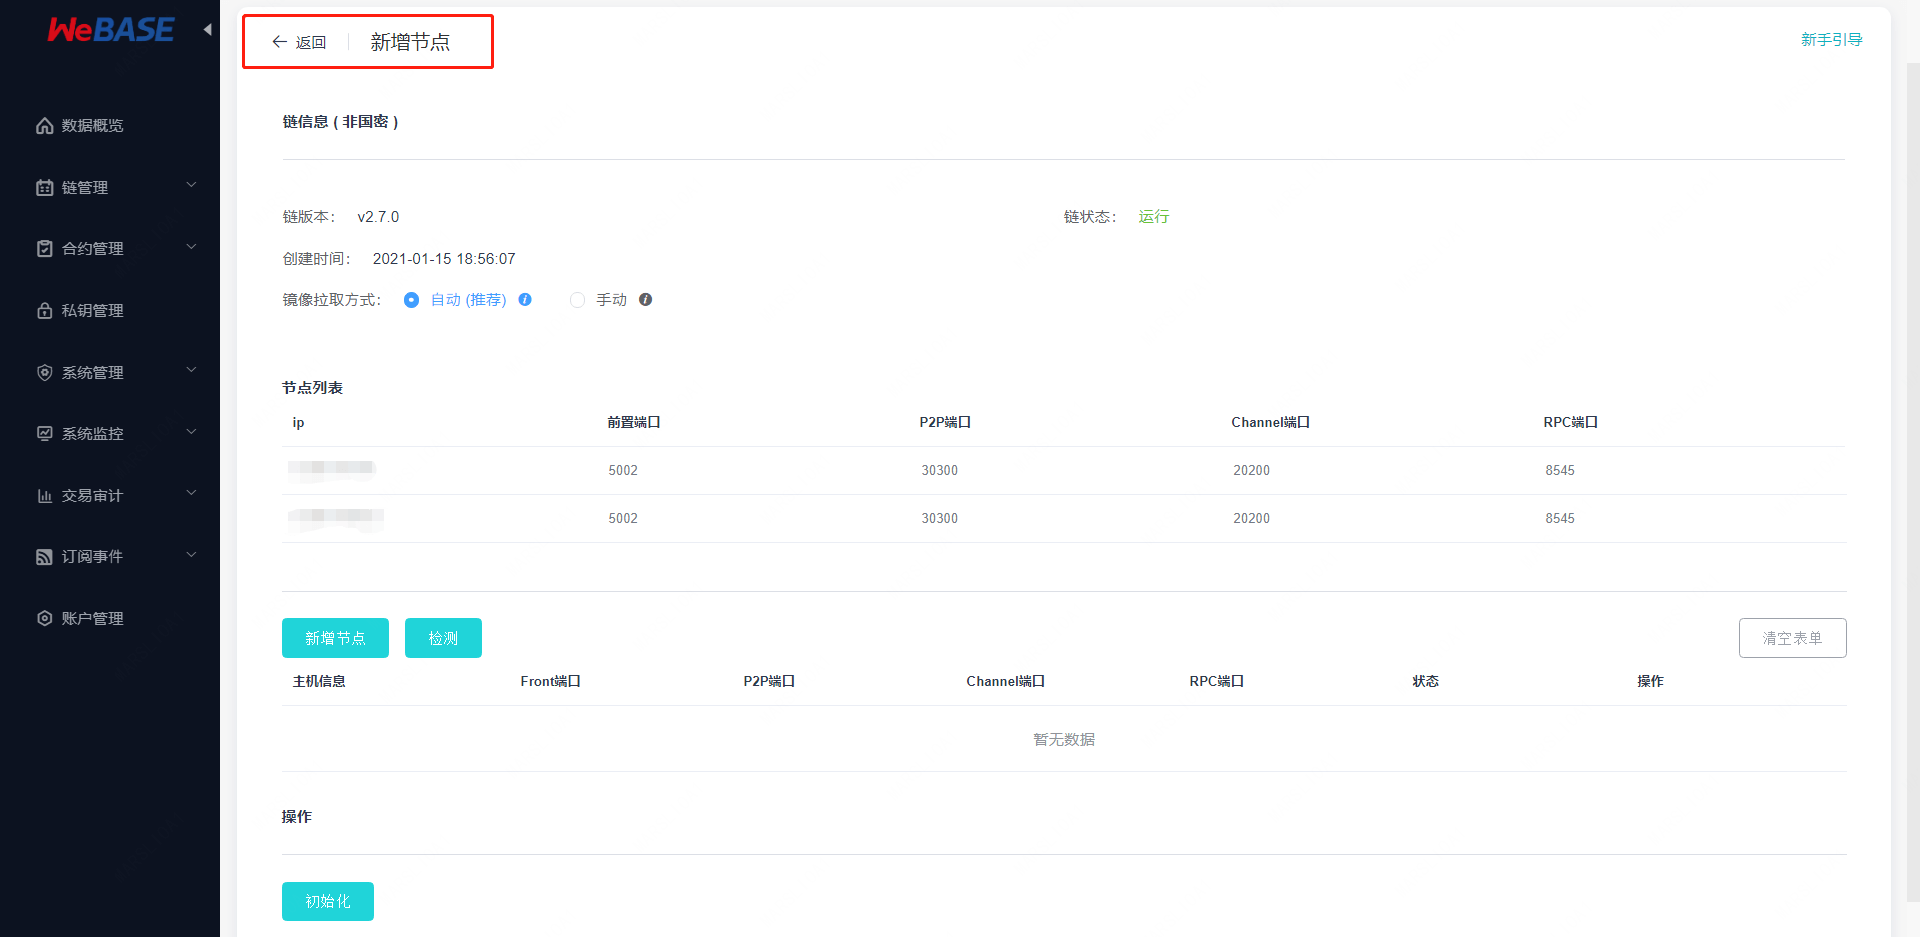 WeBASE
数据概览
链管理
合约管理
私钥管理
系统管理
系统监控
交易审计
订阅事件
账户管理
返回 新增节点
新手引导
链信息 ( 非国密 )
链版本： v2.7.0
链状态： 运行
创建时间： 2021-01-15 18:56:07
镜像拉取方式： 自动 (推荐) 手动
节点列表
ip 前置端口 P2P端口 Channel端口 RPC端口
5002 30300 20200 8545
5002 30300 20200 8545
新增节点 检测 清空表单
主机信息 Front端口 P2P端口 Channel端口 RPC端口 状态 操作
暂无数据
操作
初始化